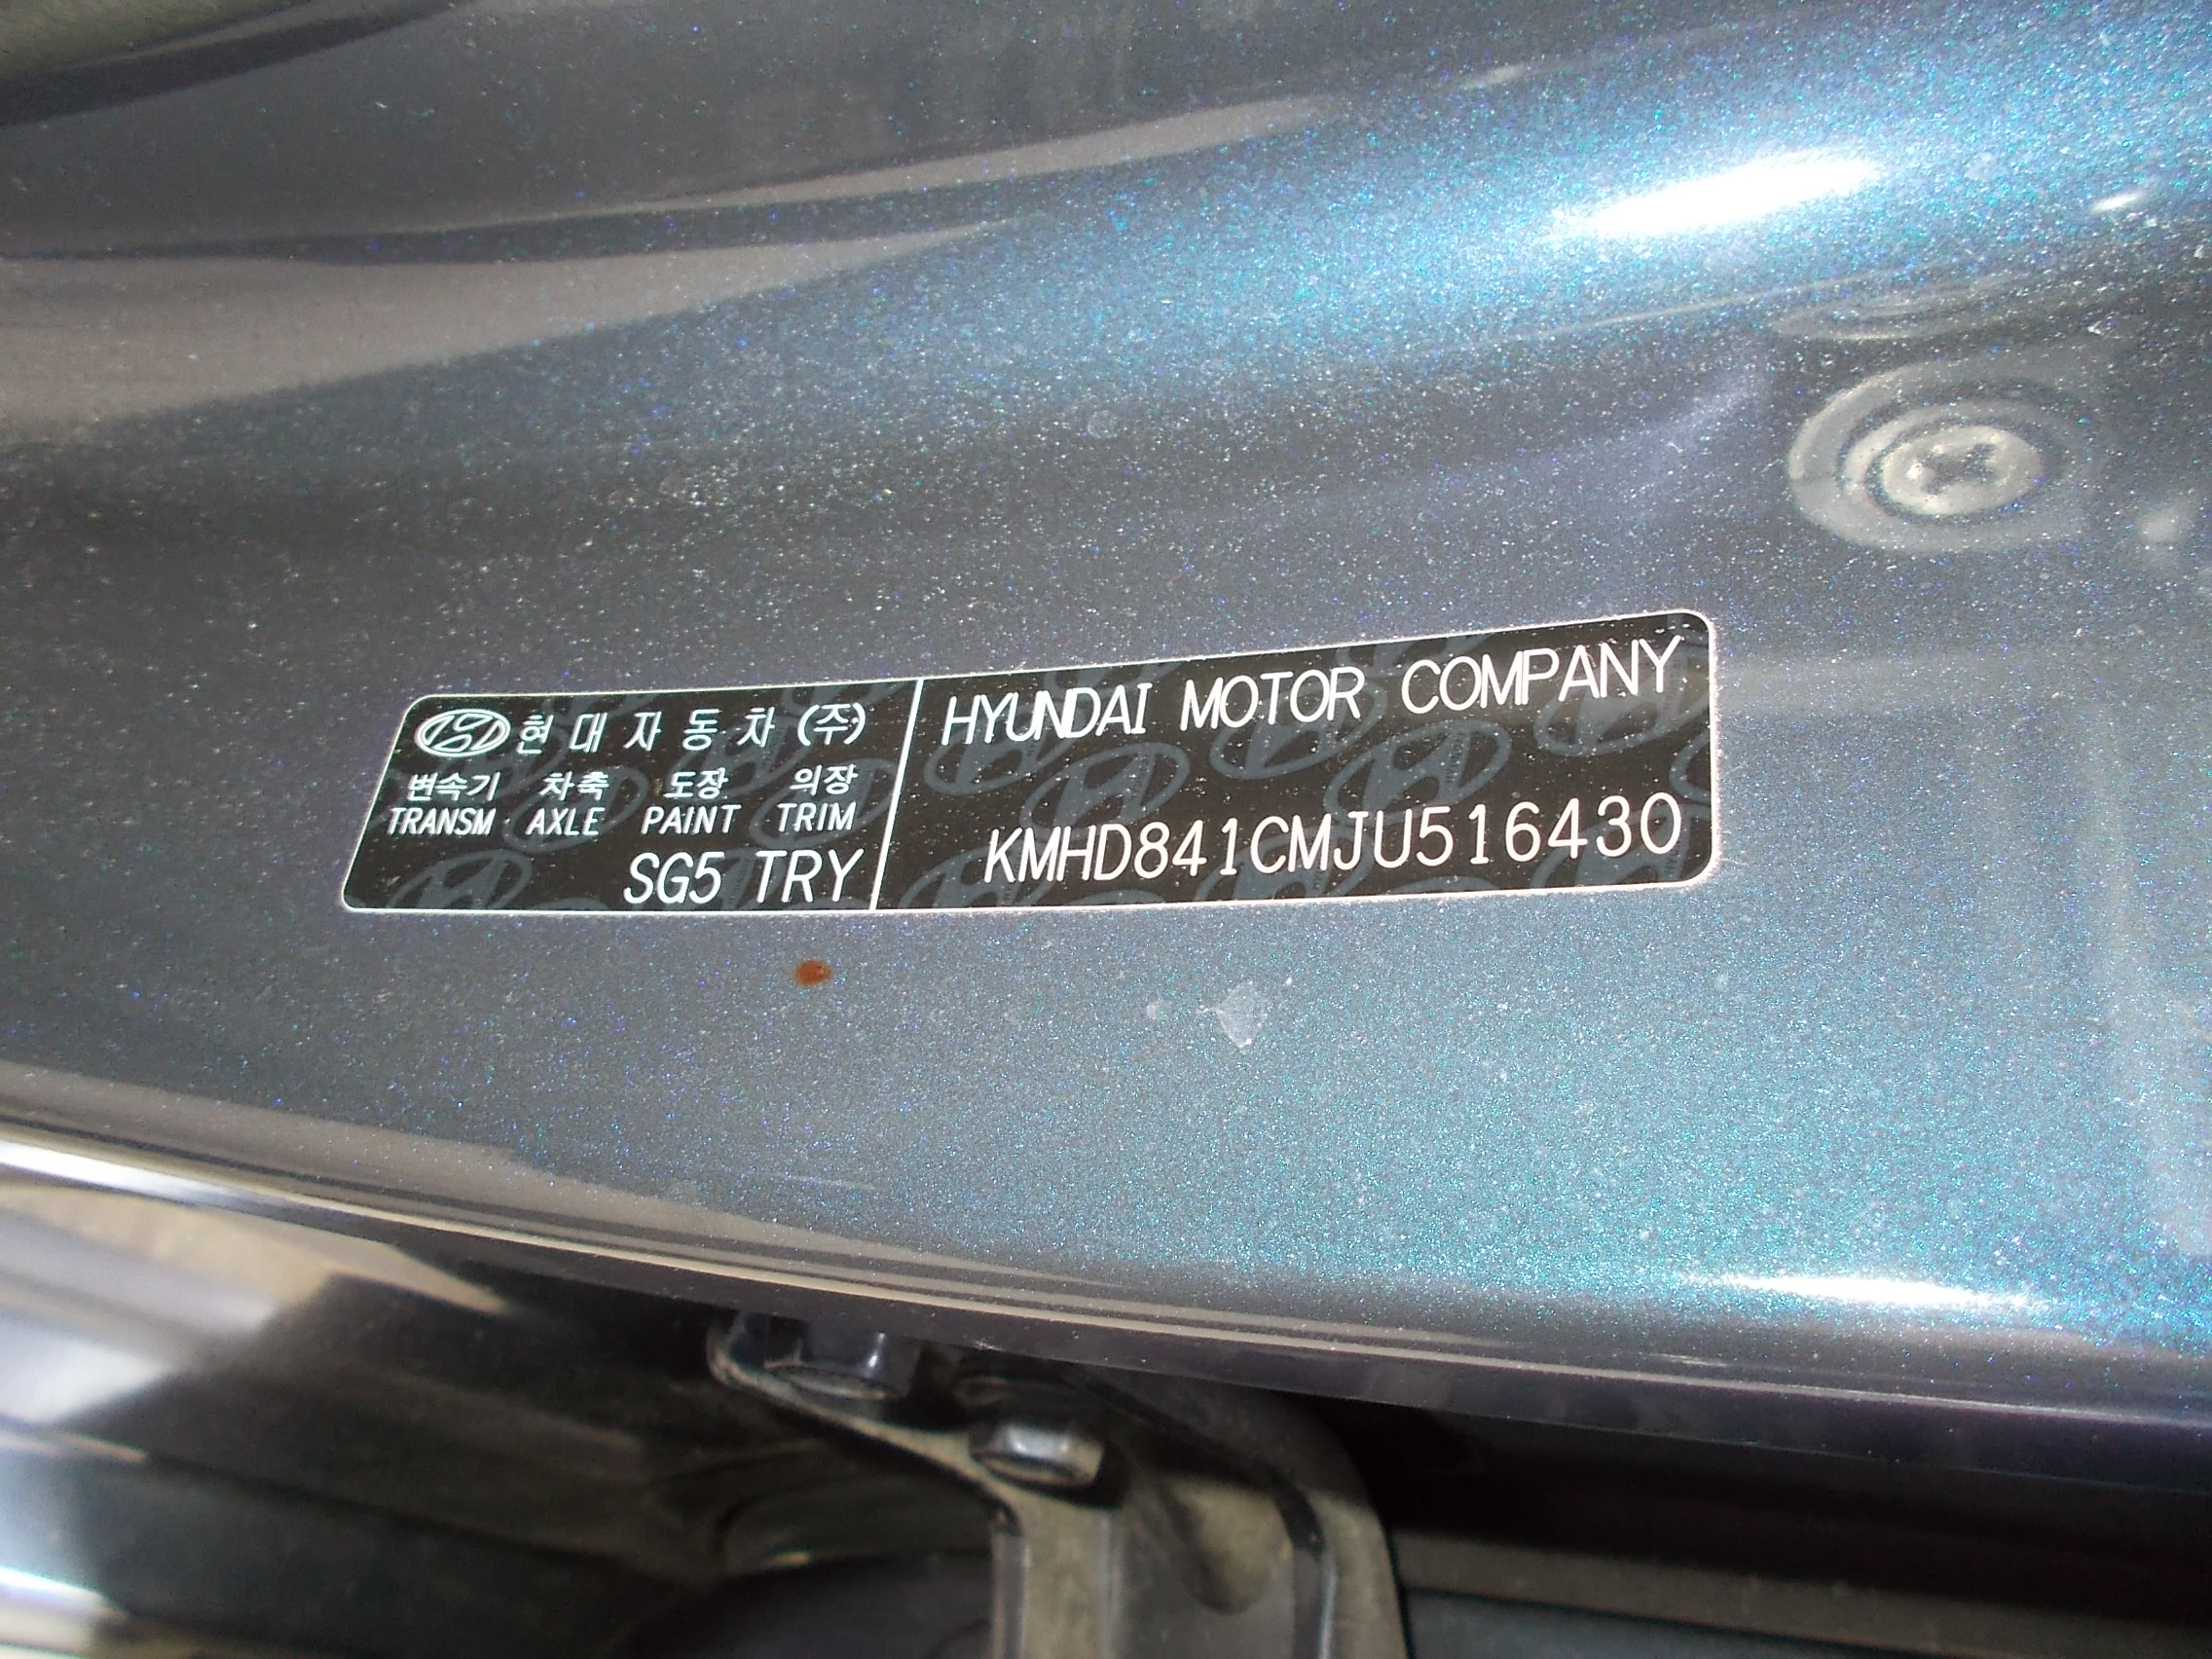 현대자동차(주)
변속기 차축 도장 의장
TRANSM AXLE PAINT TRIM
SG5 TRY
HYUNDAI MOTOR COMPANY
KMHD841CMJU516430